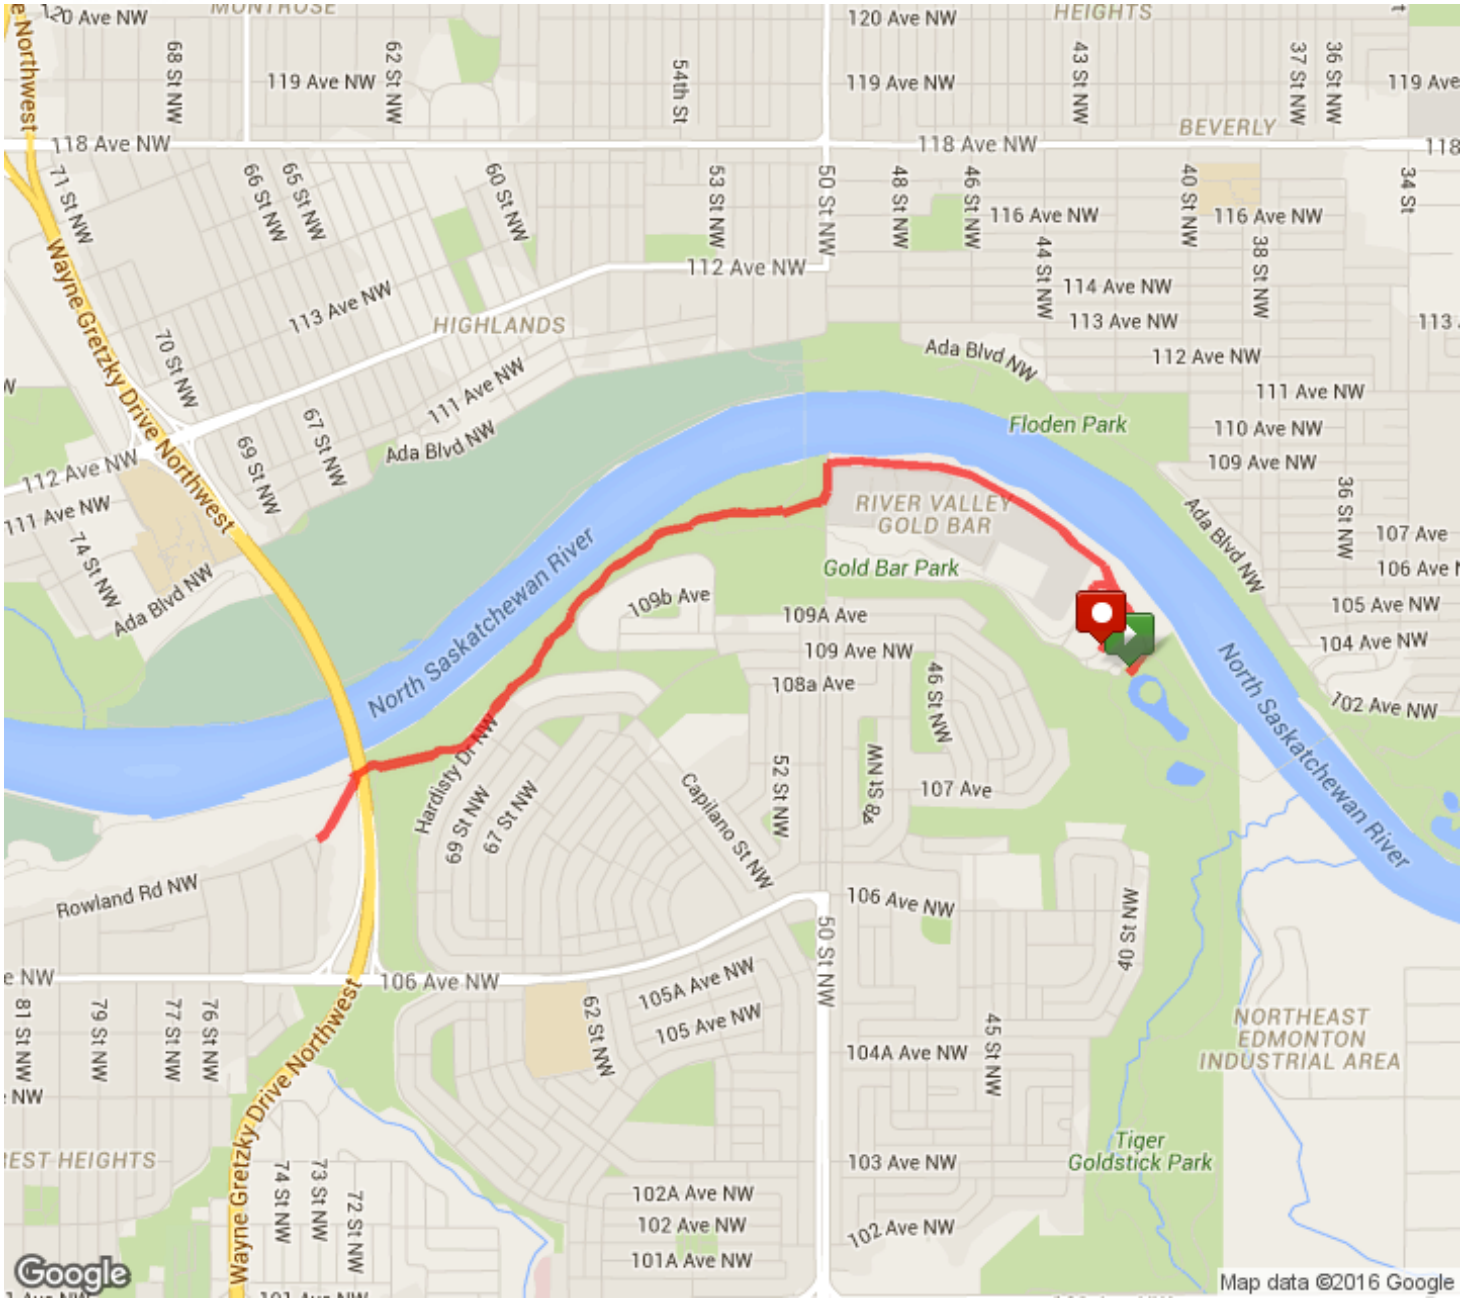 120 Ave NW
MONTROSE
120 Ave NW
HEIGHTS
e Northwest
68 St NW
62 St NW
119 Ave NW
54th St
119 Ave NW
43 St NW
37 St NW
36 St NW
119 Ave
BEVERLY
118 Ave NW
118 Ave NW
118
71 St NW
66 St NW
65 St NW
60 St NW
53 St NW
50 St NW
48 St NW
46 St NW
40 St NW
34 St
116 Ave NW
116 Ave NW
Wayne Gretzky Drive Northwest
112 Ave NW
44 St NW
38 St NW
114 Ave NW
113 Ave NW
HIGHLANDS
113 Ave NW
113
70 St NW
Ada Blvd NW
112 Ave NW
111 Ave NW
111 Ave NW
67 St NW
69 St NW
Ada Blvd NW
Floden Park
110 Ave NW
112 Ave NW
109 Ave NW
111 Ave NW
RIVER VALLEY
GOLD BAR
36 St NW
Ada Blvd NW
107 Ave
74 St NW
North Saskatchewan River
Gold Bar Park
106 Ave N
Ada Blvd NW
109b Ave
109A Ave
105 Ave NW
104 Ave NW
109 Ave NW
108a Ave
46 St NW
North Saskatchewan River
102 Ave NW
Hardisty Dr NW
69 St NW
67 St NW
Capilano St NW
52 St NW
48 St NW
107 Ave
Rowland Rd NW
106 Ave NW
40 St NW
50 St NW
e NW
106 Ave NW
105A Ave NW
105 Ave NW
62 St NW
81 St NW
79 St NW
77 St NW
76 St NW
Wayne Gretzky Drive Northwest
104A Ave NW
45 St NW
NORTHEAST
EDMONTON
INDUSTRIAL AREA
NW
REST HEIGHTS
Tiger
Goldstick Park
103 Ave NW
74 St NW
73 St NW
72 St NW
102A Ave NW
102 Ave NW
102 Ave NW
101A Ave NW
Google
Map data ©2016 Google
101 Ave NW